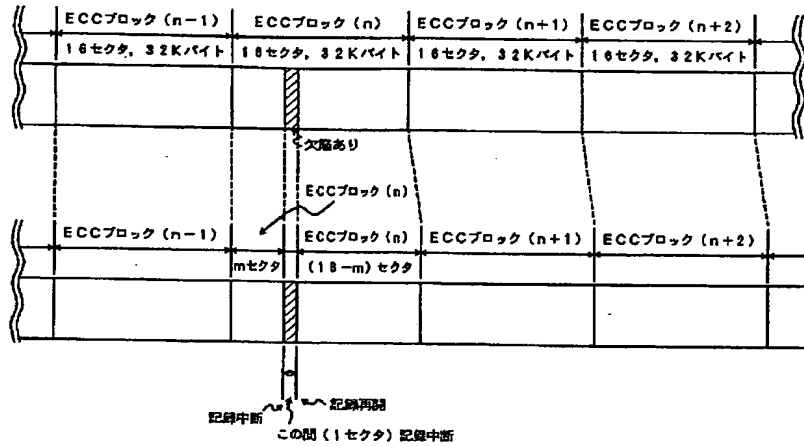 ECCブロック (n−1) ECCブロック (n) ECCブロック (n+1) ECCブロック (n+2)
16セクタ，32Kバイト 16セクタ，32Kバイト 16セクタ，32Kバイト 16セクタ，32Kバイト
欠陥あり
ECCブロック (n)
ECCブロック (n−1) ECCブロック (n) ECCブロック (n+1) ECCブロック (n+2)
mセクタ (16−m) セクタ
記録中断 記録再開
この間 (1セクタ) 記録中断